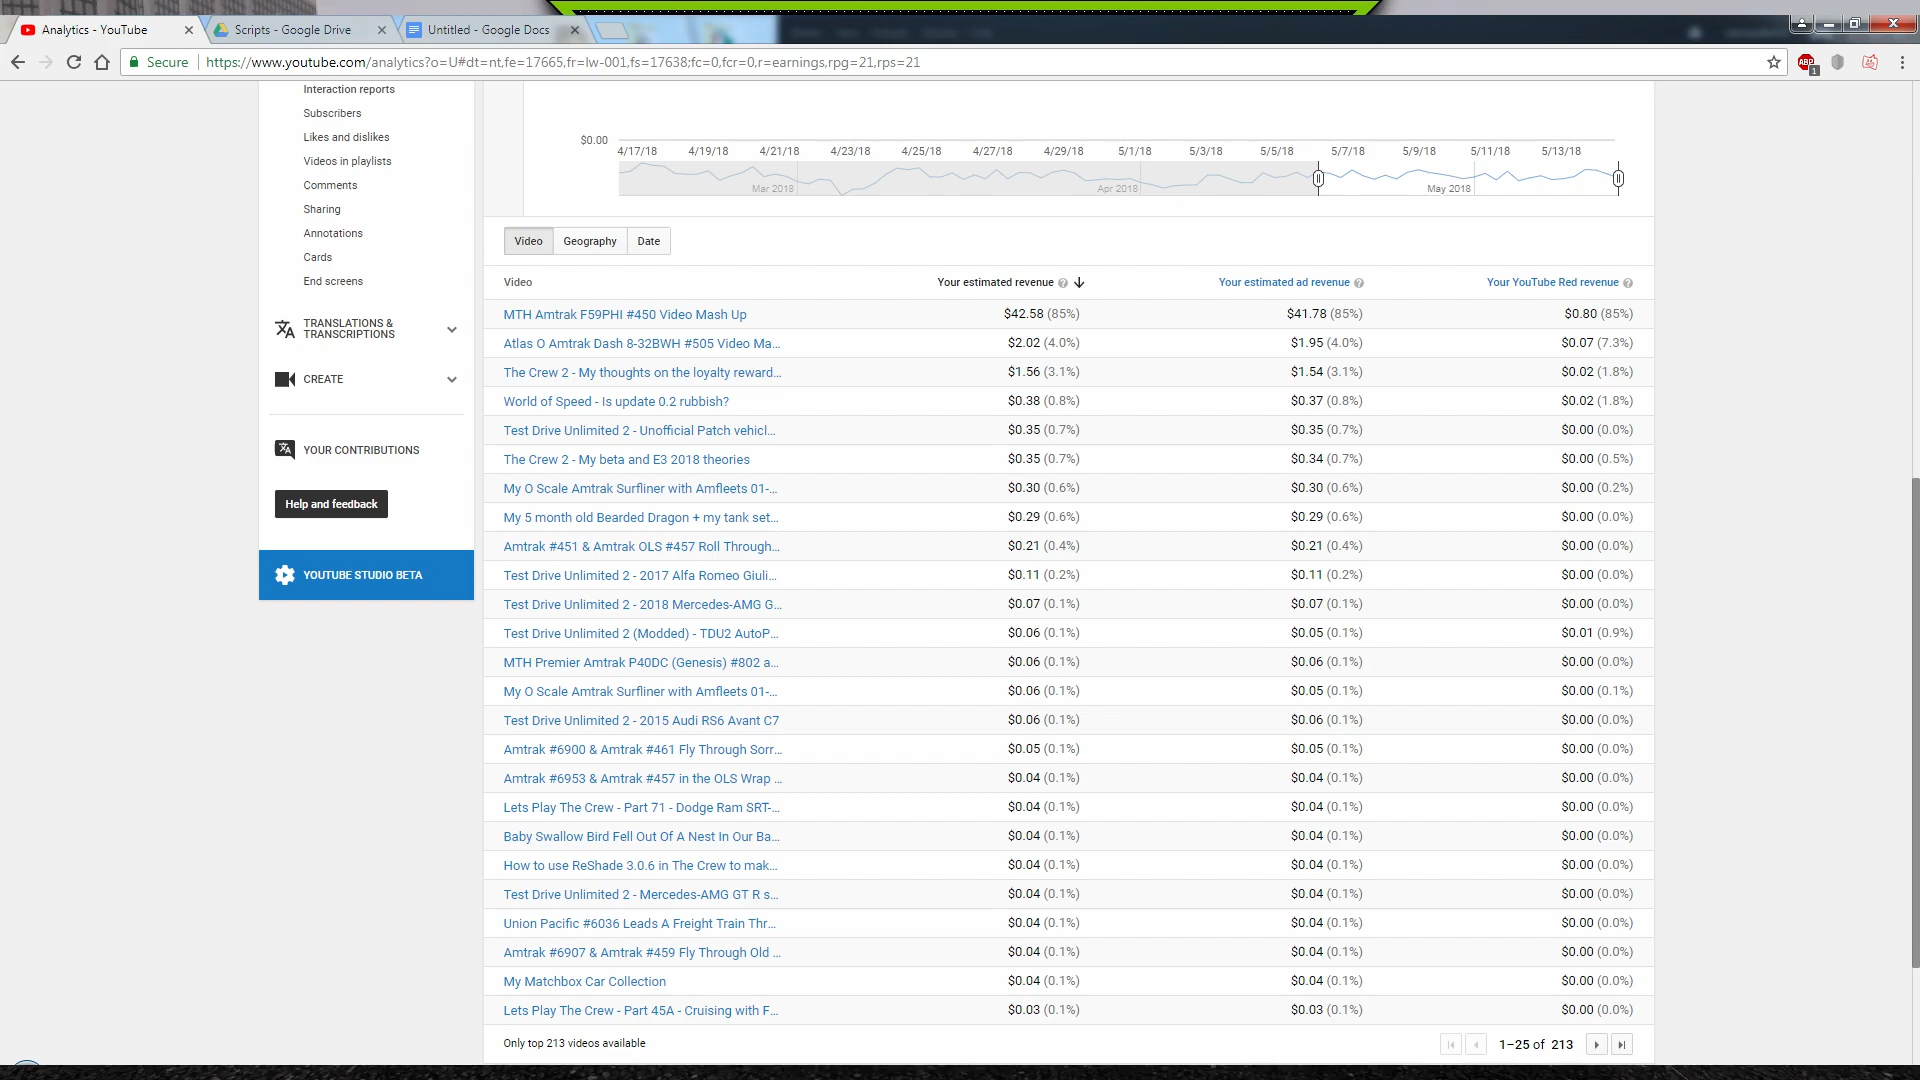 Analytics - YouTube
Scripts - Google Drive
Untitled - Google Docs
Secure https://www.youtube.com/analytics?o=U#dt=nt,fe=17665,fr=lw-001,fs=17638;fc=0,fcr=0,r=earnings,rpg=21,rps=21
ABP
1
Interaction reports
Subscribers
Likes and dislikes
Videos in playlists
Comments
Sharing
Annotations
Cards
End screens
TRANSLATIONS &
TRANSCRIPTIONS
CREATE
YOUR CONTRIBUTIONS
Help and feedback
YOUTUBE STUDIO BETA
$0.00
4/17/18 4/19/18 4/21/18 4/23/18 4/25/18 4/27/18 4/29/18 5/1/18 5/3/18 5/5/18 5/7/18 5/9/18 5/11/18 5/13/18
Mar 2018 Apr 2018 May 2018
Video Geography Date
Video Your estimated revenue ? Your estimated ad revenue ? Your YouTube Red revenue ?
MTH Amtrak F59PHI #450 Video Mash Up $42.58 (85%) $41.78 (85%) $0.80 (85%)
Atlas O Amtrak Dash 8-32BWH #505 Video Ma... $2.02 (4.0%) $1.95 (4.0%) $0.07 (7.3%)
The Crew 2 - My thoughts on the loyalty reward... $1.56 (3.1%) $1.54 (3.1%) $0.02 (1.8%)
World of Speed - Is update 0.2 rubbish? $0.38 (0.8%) $0.37 (0.8%) $0.02 (1.8%)
Test Drive Unlimited 2 - Unofficial Patch vehicl... $0.35 (0.7%) $0.35 (0.7%) $0.00 (0.0%)
The Crew 2 - My beta and E3 2018 theories $0.35 (0.7%) $0.34 (0.7%) $0.00 (0.5%)
My O Scale Amtrak Surfliner with Amfleets 01-... $0.30 (0.6%) $0.30 (0.6%) $0.00 (0.2%)
My 5 month old Bearded Dragon + my tank set... $0.29 (0.6%) $0.29 (0.6%) $0.00 (0.0%)
Amtrak #451 & Amtrak OLS #457 Roll Through... $0.21 (0.4%) $0.21 (0.4%) $0.00 (0.0%)
Test Drive Unlimited 2 - 2017 Alfa Romeo Giuli... $0.11 (0.2%) $0.11 (0.2%) $0.00 (0.0%)
Test Drive Unlimited 2 - 2018 Mercedes-AMG G... $0.07 (0.1%) $0.07 (0.1%) $0.00 (0.0%)
Test Drive Unlimited 2 (Modded) - TDU2 AutoP... $0.06 (0.1%) $0.05 (0.1%) $0.01 (0.9%)
MTH Premier Amtrak P40DC (Genesis) #802 a... $0.06 (0.1%) $0.06 (0.1%) $0.00 (0.0%)
My O Scale Amtrak Surfliner with Amfleets 01-... $0.06 (0.1%) $0.05 (0.1%) $0.00 (0.1%)
Test Drive Unlimited 2 - 2015 Audi RS6 Avant C7 $0.06 (0.1%) $0.06 (0.1%) $0.00 (0.0%)
Amtrak #6900 & Amtrak #461 Fly Through Sorr... $0.05 (0.1%) $0.05 (0.1%) $0.00 (0.0%)
Amtrak #6953 & Amtrak #457 in the OLS Wrap ... $0.04 (0.1%) $0.04 (0.1%) $0.00 (0.0%)
Lets Play The Crew - Part 71 - Dodge Ram SRT-... $0.04 (0.1%) $0.04 (0.1%) $0.00 (0.0%)
Baby Swallow Bird Fell Out Of A Nest In Our Ba... $0.04 (0.1%) $0.04 (0.1%) $0.00 (0.0%)
How to use ReShade 3.0.6 in The Crew to mak... $0.04 (0.1%) $0.04 (0.1%) $0.00 (0.0%)
Test Drive Unlimited 2 - Mercedes-AMG GT R s... $0.04 (0.1%) $0.04 (0.1%) $0.00 (0.0%)
Union Pacific #6036 Leads A Freight Train Thr... $0.04 (0.1%) $0.04 (0.1%) $0.00 (0.0%)
Amtrak #6907 & Amtrak #459 Fly Through Old ... $0.04 (0.1%) $0.04 (0.1%) $0.00 (0.0%)
My Matchbox Car Collection $0.04 (0.1%) $0.04 (0.1%) $0.00 (0.0%)
Lets Play The Crew - Part 45A - Cruising with F... $0.03 (0.1%) $0.03 (0.1%) $0.00 (0.0%)
Only top 213 videos available 1–25 of 213